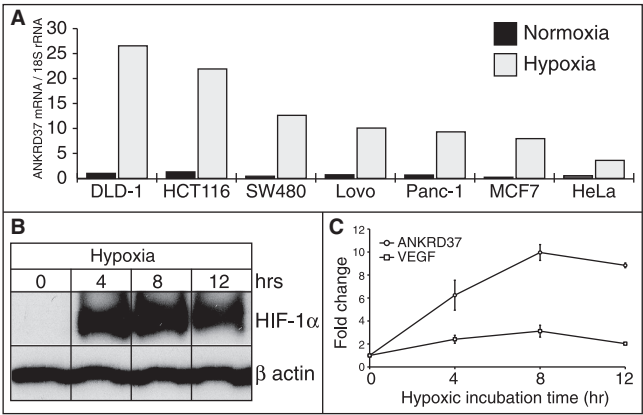 A
ANKRD37 mRNA / 18S rRNA
30
25
20
15
10
5
0
Normoxia
Hypoxia
DLD-1 HCT116 SW480 Lovo Panc-1 MCF7 HeLa
B
Hypoxia
0 4 8 12 hrs
HIF-1α
β actin
C
Fold change
12
10
8
6
4
2
0
ANKRD37
VEGF
0 4 8 12
Hypoxic incubation time (hr)